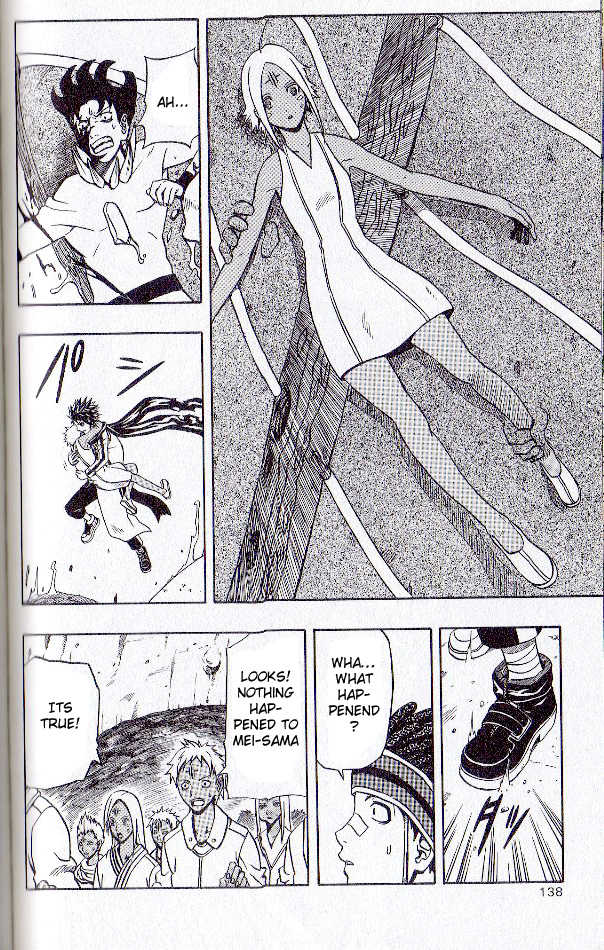 AH...
WHA...
WHAT
HAP-
PENEND
?
LOOKS!
NOTHING
HAP-
PENED TO
MEI-SAMA
ITS
TRUE!
138